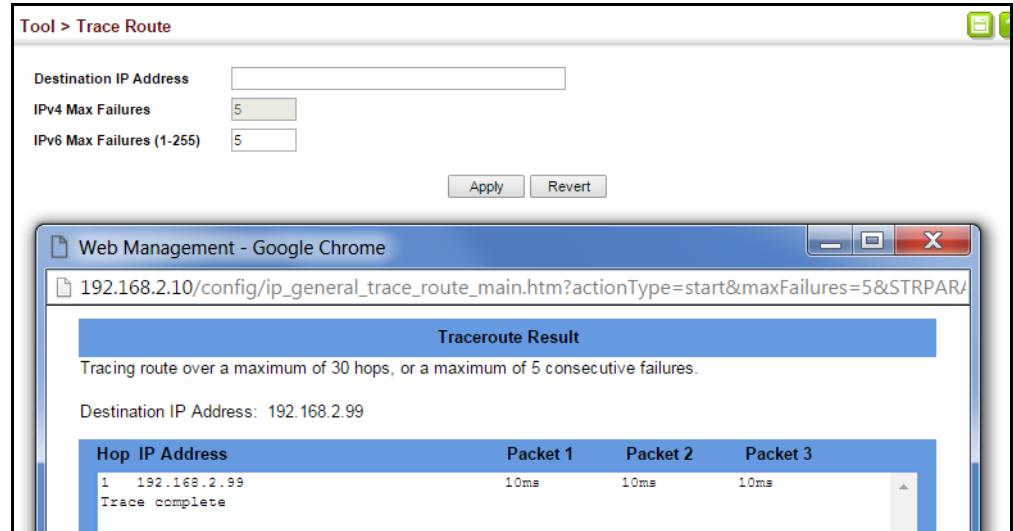 Tool > Trace Route
Destination IP Address
IPv4 Max Failures 5
IPv6 Max Failures (1-255) 5
Apply Revert
Web Management - Google Chrome
192.168.2.10/config/ip_general_trace_route_main.htm?actionType=start&maxFailures=5&STRPARA
Traceroute Result
Tracing route over a maximum of 30 hops, or a maximum of 5 consecutive failures.
Destination IP Address: 192.168.2.99
Hop IP Address Packet 1 Packet 2 Packet 3
1 192.168.2.99 10ms 10ms 10ms
Trace complete